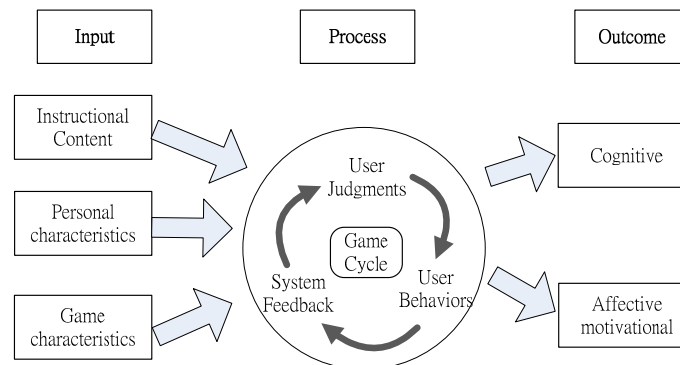 Input
Process
Outcome
Instructional
Content
Personal
characteristics
Game
characteristics
User
Judgments
Game
Cycle
System
Feedback
User
Behaviors
Cognitive
Affective
motivational